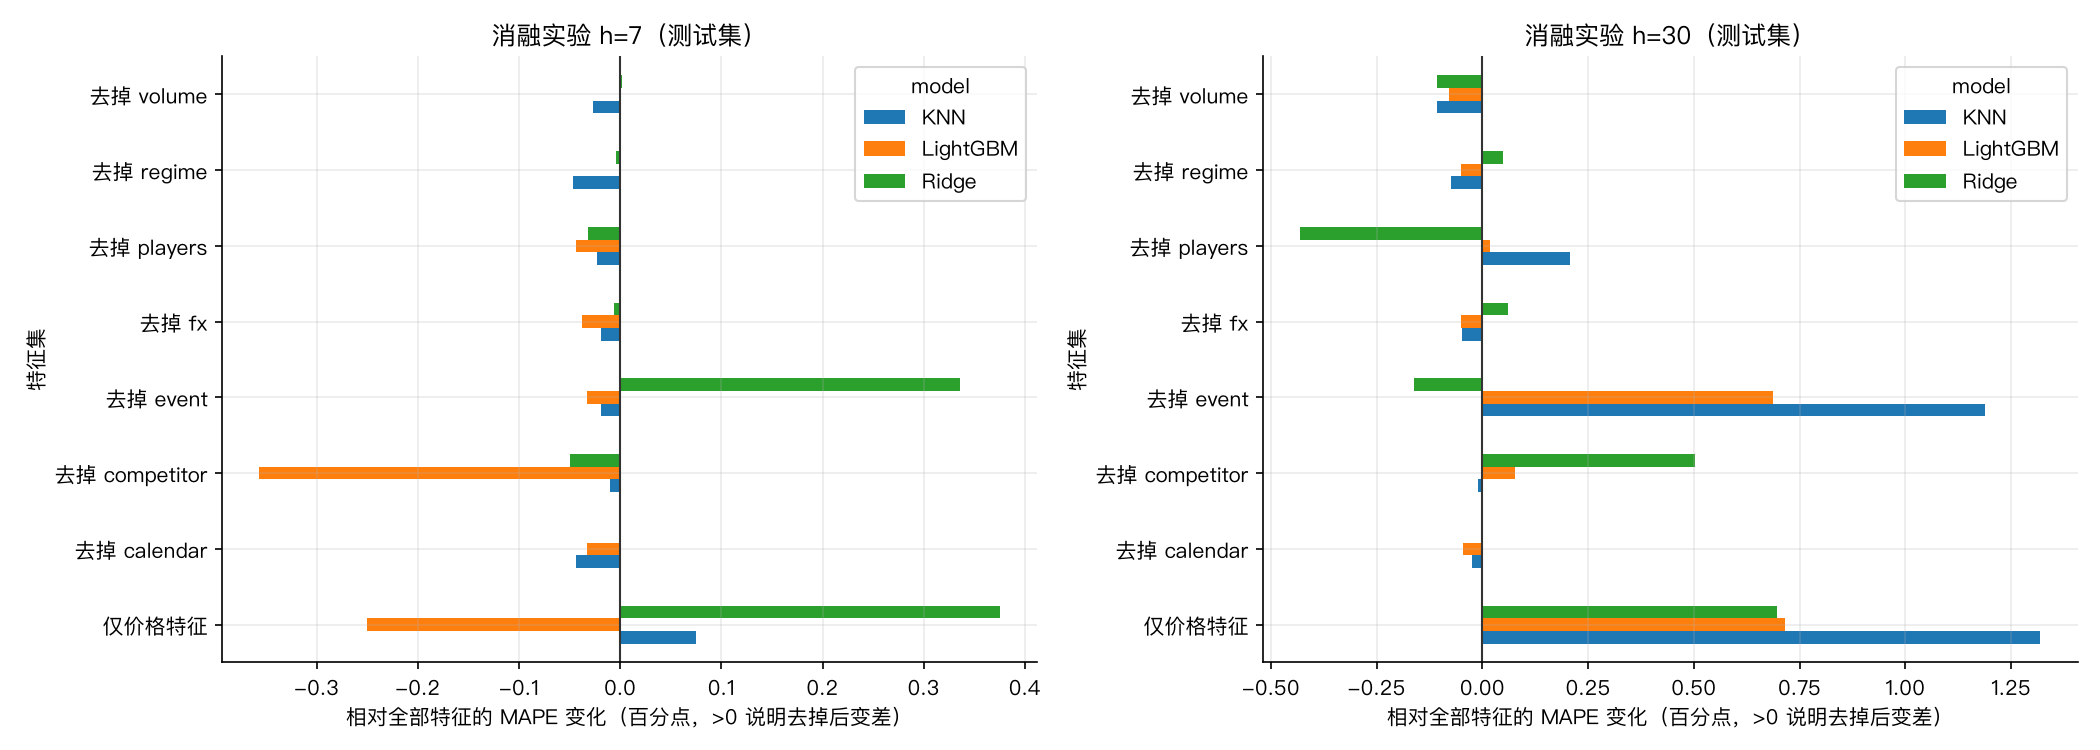 消融实验 h=7（测试集）
model
KNN
LightGBM
Ridge
去掉 volume
去掉 regime
去掉 players
去掉 fx
去掉 event
去掉 competitor
去掉 calendar
仅价格特征
特征集
−0.3 −0.2 −0.1 0.0 0.1 0.2 0.3 0.4
相对全部特征的 MAPE 变化（百分点，>0 说明去掉后变差）
消融实验 h=30（测试集）
model
KNN
LightGBM
Ridge
去掉 volume
去掉 regime
去掉 players
去掉 fx
去掉 event
去掉 competitor
去掉 calendar
仅价格特征
特征集
−0.50 −0.25 0.00 0.25 0.50 0.75 1.00 1.25
相对全部特征的 MAPE 变化（百分点，>0 说明去掉后变差）